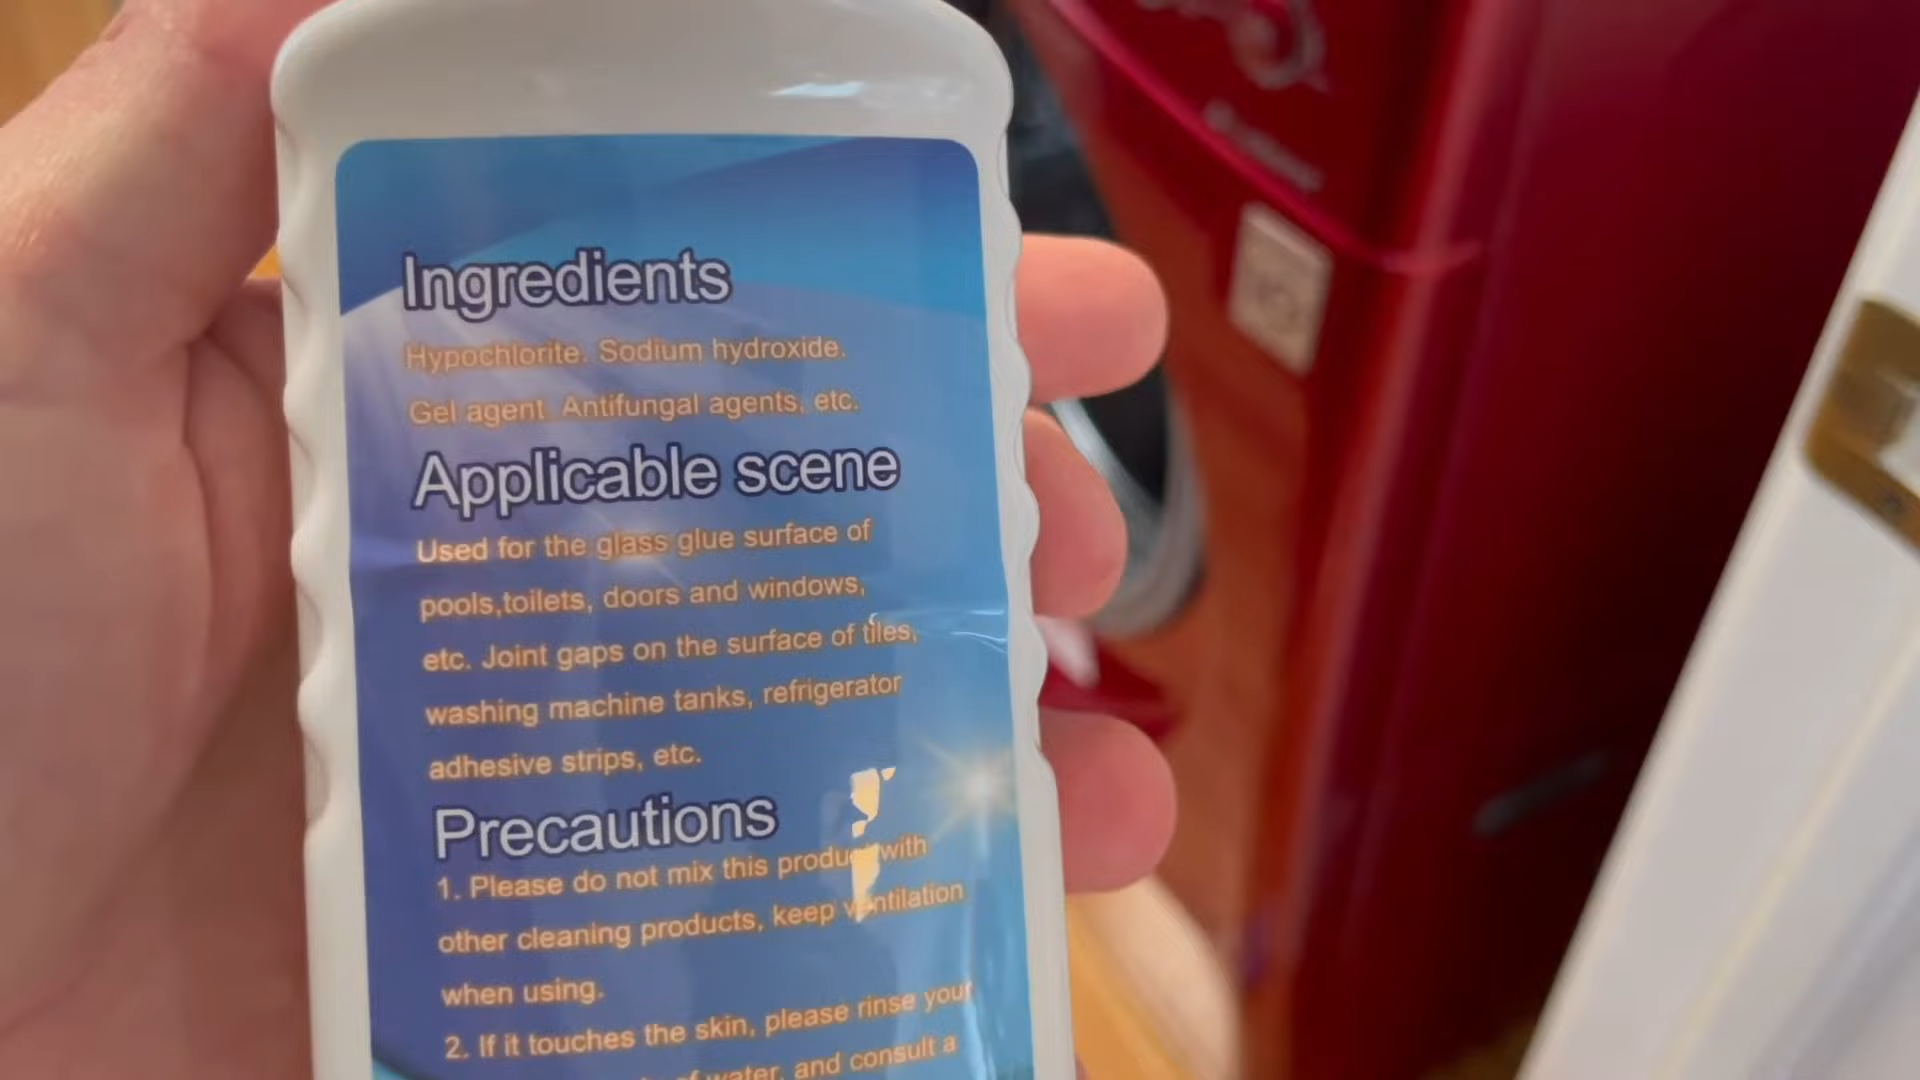 Ingredients
Hypochlorite. Sodium hydroxide.
Gel agent. Antifungal agents, etc.
Applicable scene
Used for the glass glue surface of
pools,toilets, doors and windows,
etc. Joint gaps on the surface of tiles,
washing machine tanks, refrigerator
adhesive strips, etc.
Precautions
1. Please do not mix this product with
other cleaning products, keep ventilation
when using.
2. If it touches the skin, please rinse your
of water, and consult a